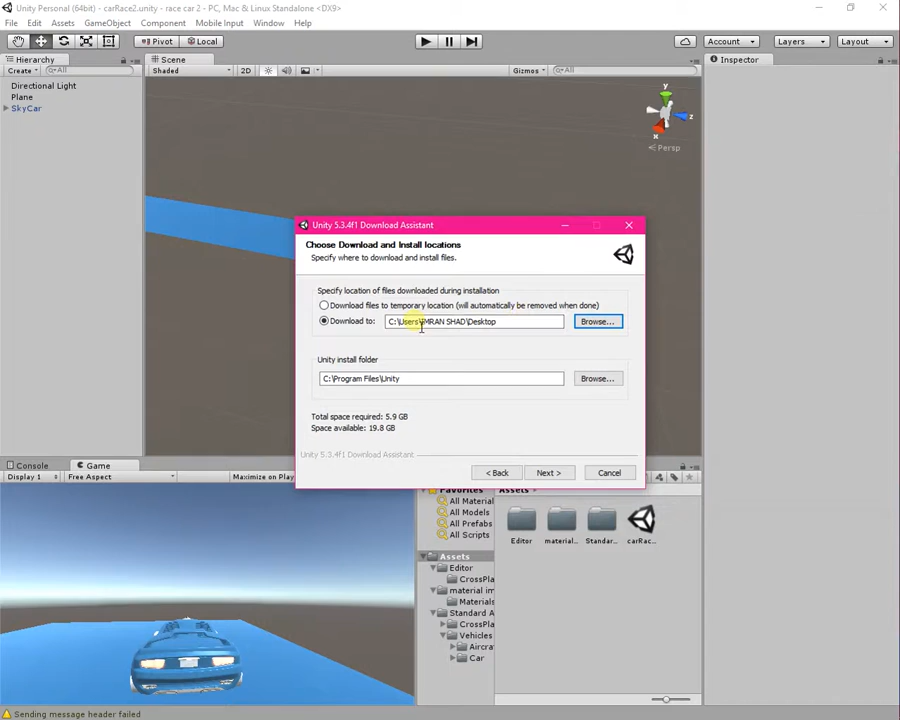 Unity Personal (64bit) - carRace2.unity - race car 2 - PC, Mac & Linux Standalone <DX9>
File Edit Assets GameObject Component Mobile Input Window Help
Pivot Local Account Layers Layout
Hierarchy Scene Inspector
Create All Shaded 2D Gizmos All
Directional Light
Plane
SkyCar
y
z
x
Persp
Unity 5.3.4f1 Download Assistant
Choose Download and Install locations
Specify where to download and install files.
Specify location of files downloaded during installation
Download files to temporary location (will automatically be removed when done)
Download to: C:\Users\IMRAN SHAD\Desktop Browse...
Unity install folder
C:\Program Files\Unity Browse...
Total space required: 5.9 GB
Space available: 19.8 GB
Unity 5.3.4f1 Download Assistant
< Back Next > Cancel
Console Game
Display 1 Free Aspect Maximize on Play
Favorites
All Material
All Models
All Prefabs
All Scripts
Assets
Editor
CrossPla
material im
Materials
Standard A
CrossPla
Vehicles
Aircra
Car
Assets
Editor material... Standar... carRac...
Sending message header failed